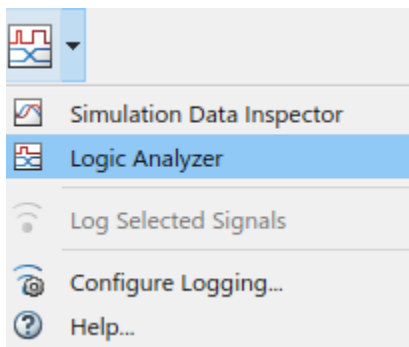 Simulation Data Inspector
Logic Analyzer
Log Selected Signals
Configure Logging...
Help...